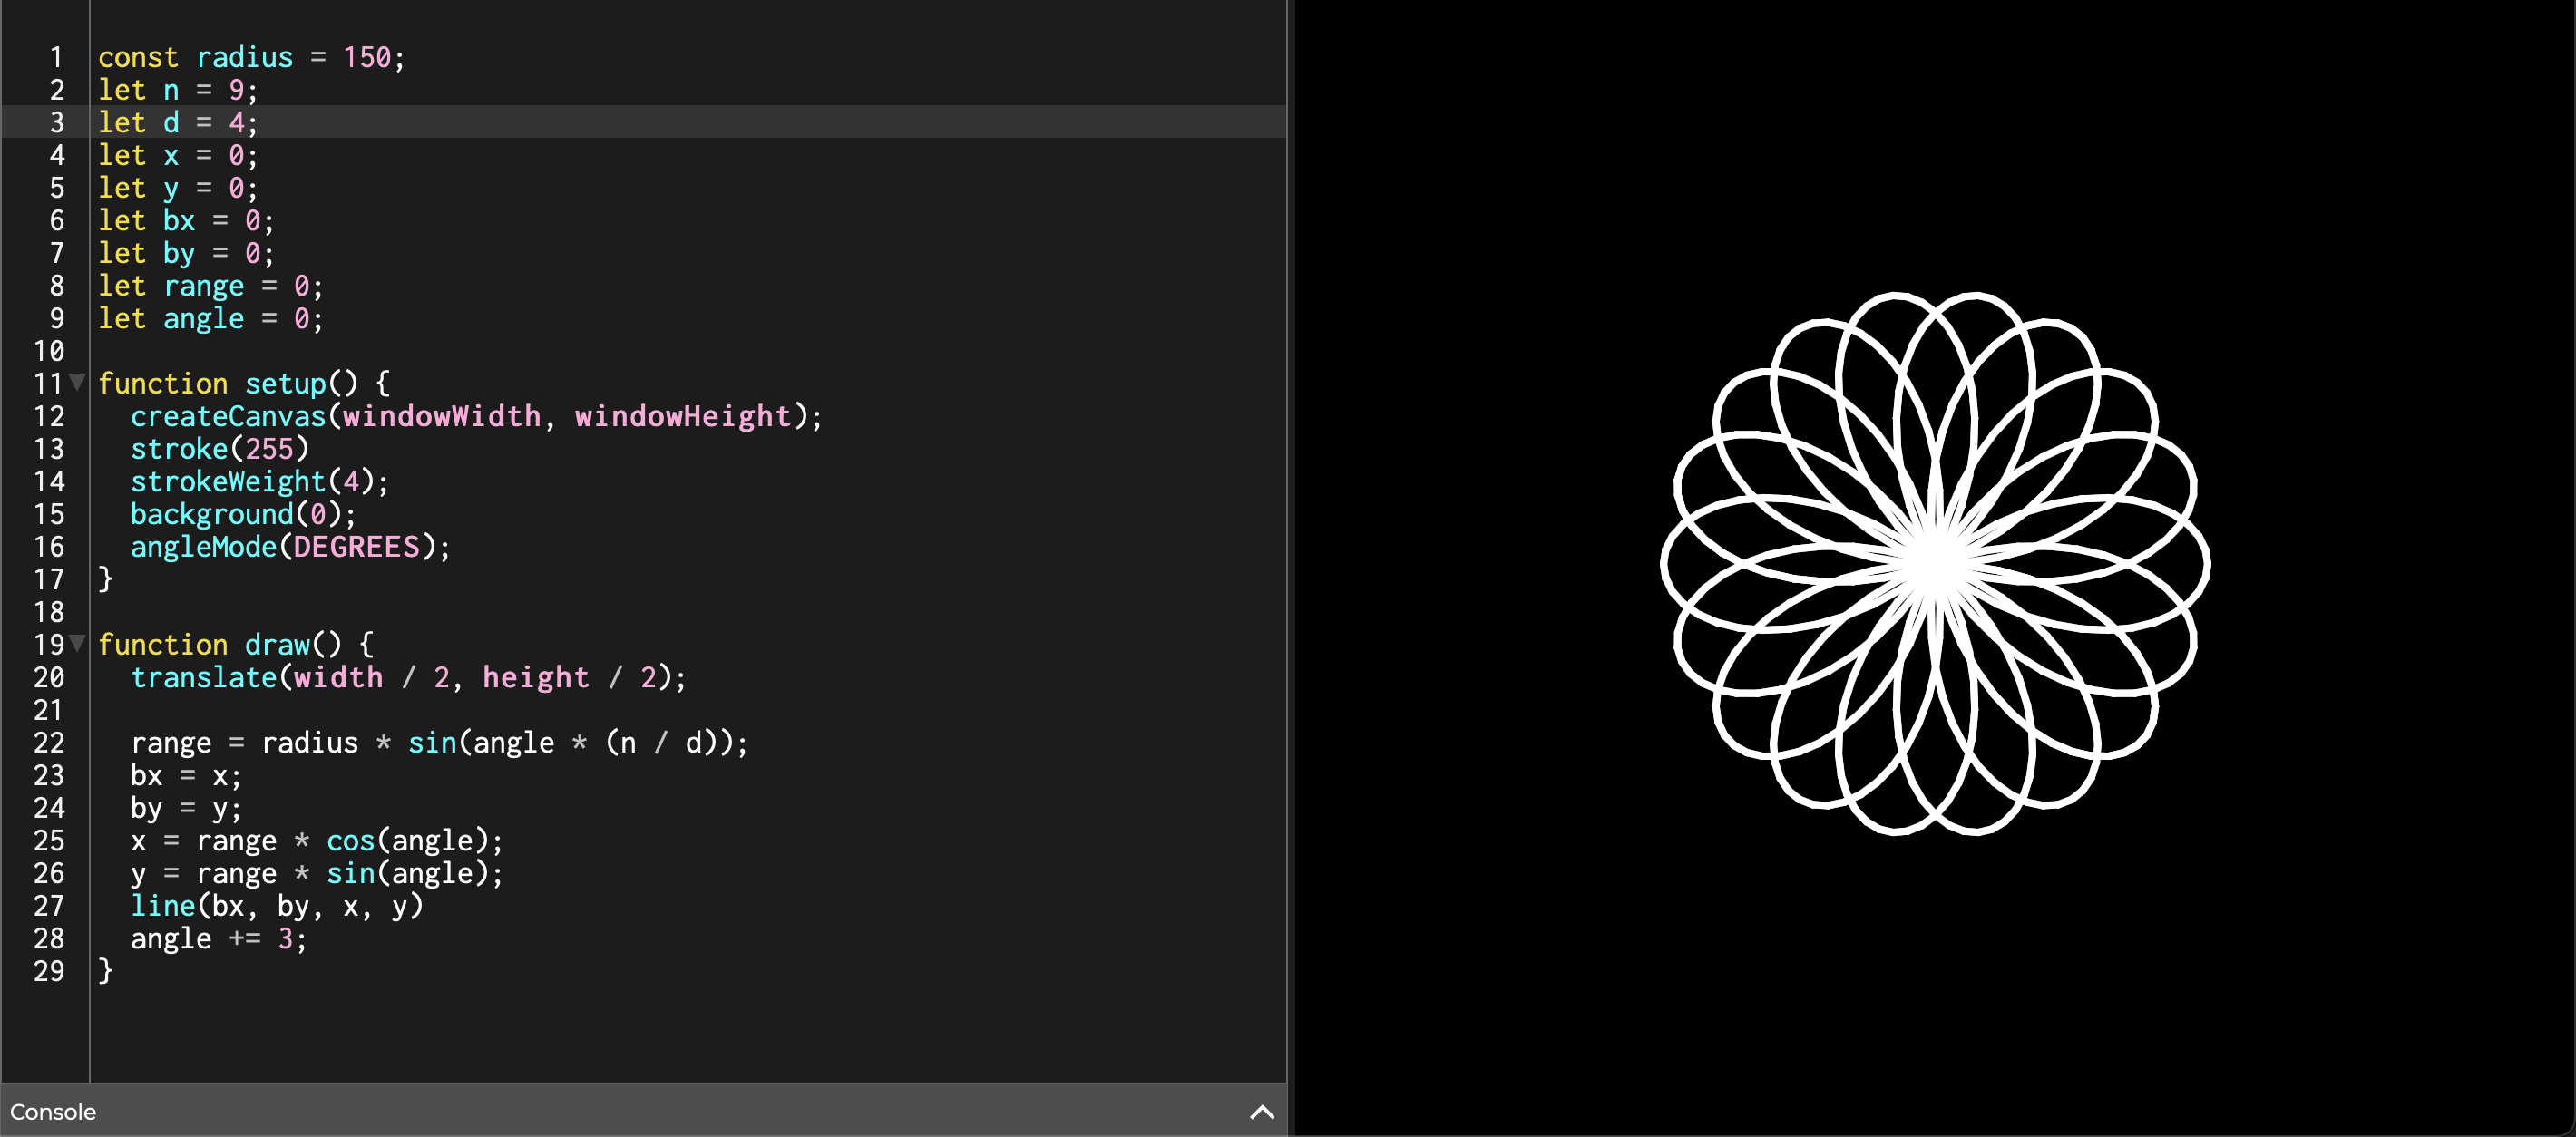 1 const radius = 150;
2 let n = 9;
3 let d = 4;
4 let x = 0;
5 let y = 0;
6 let bx = 0;
7 let by = 0;
8 let range = 0;
9 let angle = 0;
10
11 function setup() {
12   createCanvas(windowWidth, windowHeight);
13   stroke(255)
14   strokeWeight(4);
15   background(0);
16   angleMode(DEGREES);
17 }
18
19 function draw() {
20   translate(width / 2, height / 2);
21
22   range = radius * sin(angle * (n / d));
23   bx = x;
24   by = y;
25   x = range * cos(angle);
26   y = range * sin(angle);
27   line(bx, by, x, y)
28   angle += 3;
29 }
Console